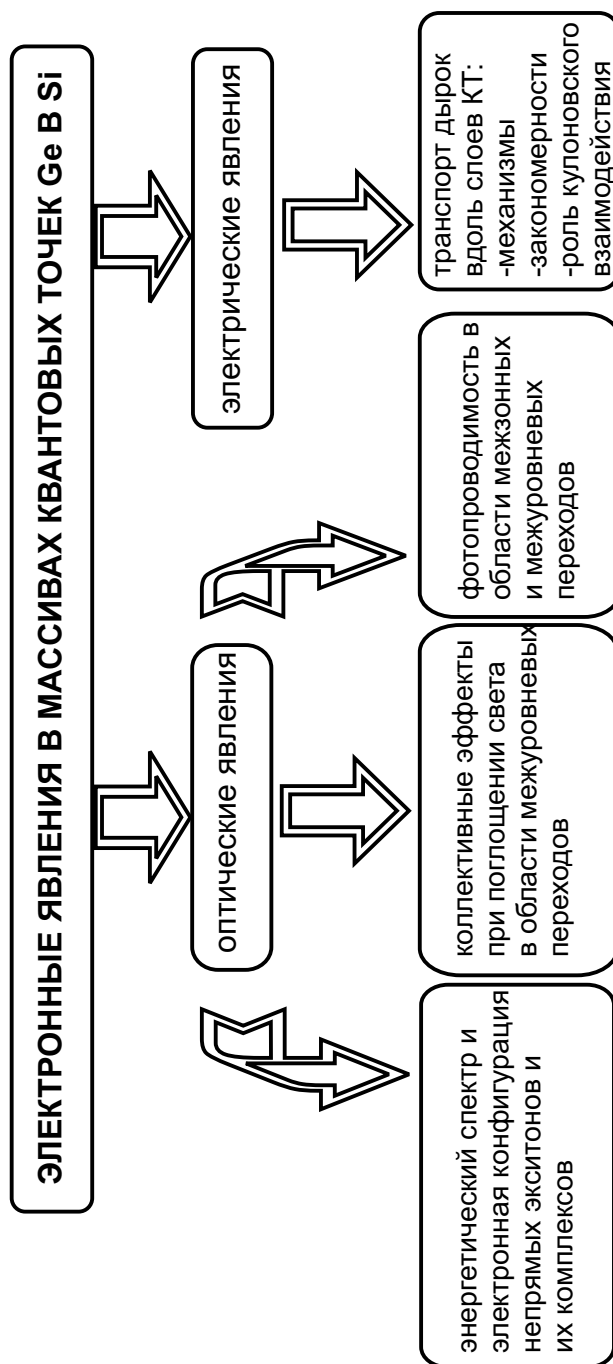 ЭЛЕКТРОННЫЕ ЯВЛЕНИЯ В МАССИВАХ КВАНТОВЫХ ТОЧЕК Ge В Si
оптические явления
электрические явления
энергетический спектр и
электронная конфигурация
непрямых экситонов и
их комплексов
коллективные эффекты
при поглощении света
в области межуровневых
переходов
фотопроводимость в
области межзонных
и межуровневых
переходов
транспорт дырок
вдоль слоев КТ:
-механизмы
-закономерности
-роль кулоновского
взаимодействия